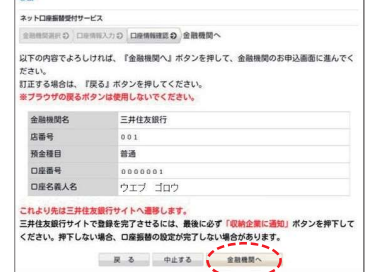 ネット口座振替受付サービス
金融機関選択 口座情報入力 口座情報確認 金融機関へ
以下の内容でよろしければ、『金融機関へ』ボタンを押して、金融機関のお申込画面に進んでく
ださい。
訂正する場合は、『戻る』ボタンを押してください。
※ブラウザの戻るボタンは使用しないでください。
金融機関名 三井住友銀行
店番号 001
預金種目 普通
口座番号 0000001
口座名義人名 ウエブ ゴロウ
これより先は三井住友銀行サイトへ遷移します。
三井住友銀行サイトで登録を完了させるには、最後に必ず「収納企業に通知」ボタンを押下して
ください。押下しない場合、口座振替の設定が完了しない場合があります。
戻 る 中止する 金融機関へ